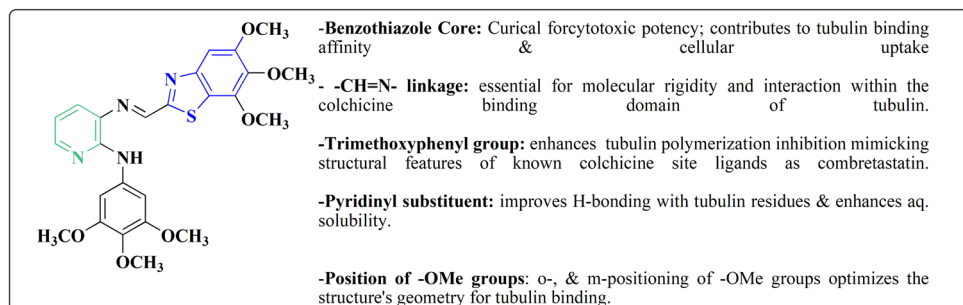 -Benzothiazole Core: Curical forcytotoxic potency; contributes to tubulin binding
affinity & cellular uptake
- -CH=N- linkage: essential for molecular rigidity and interaction within the
colchicine binding domain of tubulin.
-Trimethoxyphenyl group: enhances tubulin polymerization inhibition mimicking
structural features of known colchicine site ligands as combretastatin.
-Pyridinyl substituent: improves H-bonding with tubulin residues & enhances aq.
solubility.
-Position of -OMe groups: o-, & m-positioning of -OMe groups optimizes the
structure's geometry for tubulin binding.
OCH3
N
OCH3
N
S
OCH3
N
NH
H3CO
OCH3
OCH3